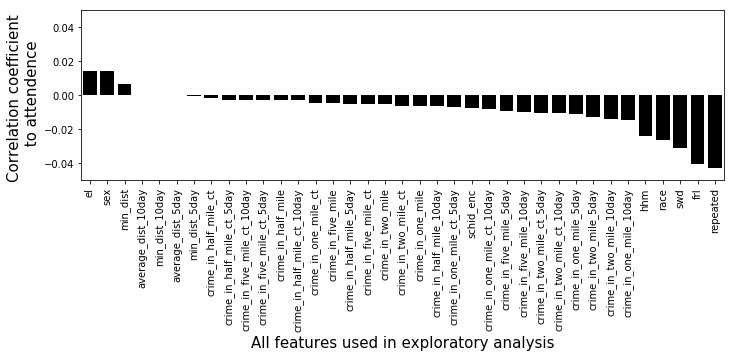 Correlation coefficient
to attendence
0.04
0.02
0.00
−0.02
−0.04
el
sex
min_dist
average_dist_10day
min_dist_10day
average_dist_5day
min_dist_5day
crime_in_half_mile_ct
crime_in_half_mile_ct_5day
crime_in_five_mile_ct_10day
crime_in_five_mile_ct_5day
crime_in_half_mile
crime_in_half_mile_ct_10day
crime_in_one_mile_ct
crime_in_five_mile
crime_in_half_mile_5day
crime_in_five_mile_ct
crime_in_two_mile
crime_in_two_mile_ct
crime_in_one_mile
crime_in_half_mile_10day
crime_in_one_mile_ct_5day
schid_enc
crime_in_one_mile_ct_10day
crime_in_five_mile_5day
crime_in_five_mile_10day
crime_in_two_mile_ct_5day
crime_in_two_mile_ct_10day
crime_in_one_mile_5day
crime_in_two_mile_5day
crime_in_two_mile_10day
crime_in_one_mile_10day
hhm
race
swd
frl
repeated
All features used in exploratory analysis